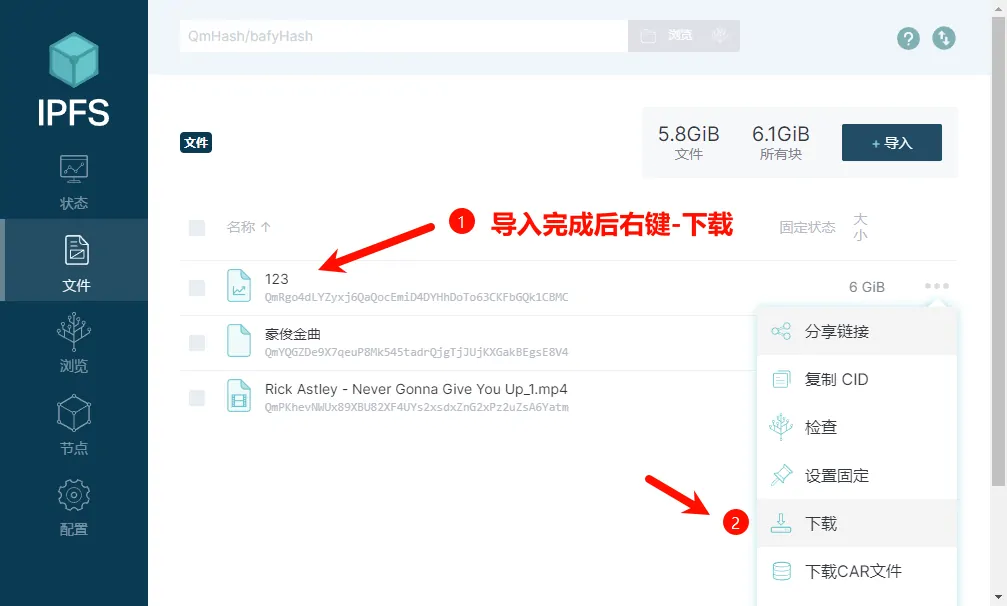 QmHash/bafyHash
浏览
IPFS
状态
文件
浏览
节点
配置
文件
5.8GiB
文件
6.1GiB
所有块
+ 导入
1 导入完成后右键-下载
名称 ↑
固定状态
大
小
123
QmRgo4dLYZyxj6QaQocEmiD4DYHhDoTo63CKFbGQk1C8MC
6 GiB
豪俊金曲
QmYQGZDe9X7qeuP8Mk545tadrQjgTjJUjKXGakBEgsE8V4
Rick Astley - Never Gonna Give You Up_1.mp4
QmPKhevNWUx89XBU82XF4UYs2xsdxZnG2xPz2uZsA6Yatm
分享链接
复制 CID
检查
设置固定
2
下载
下载CAR文件